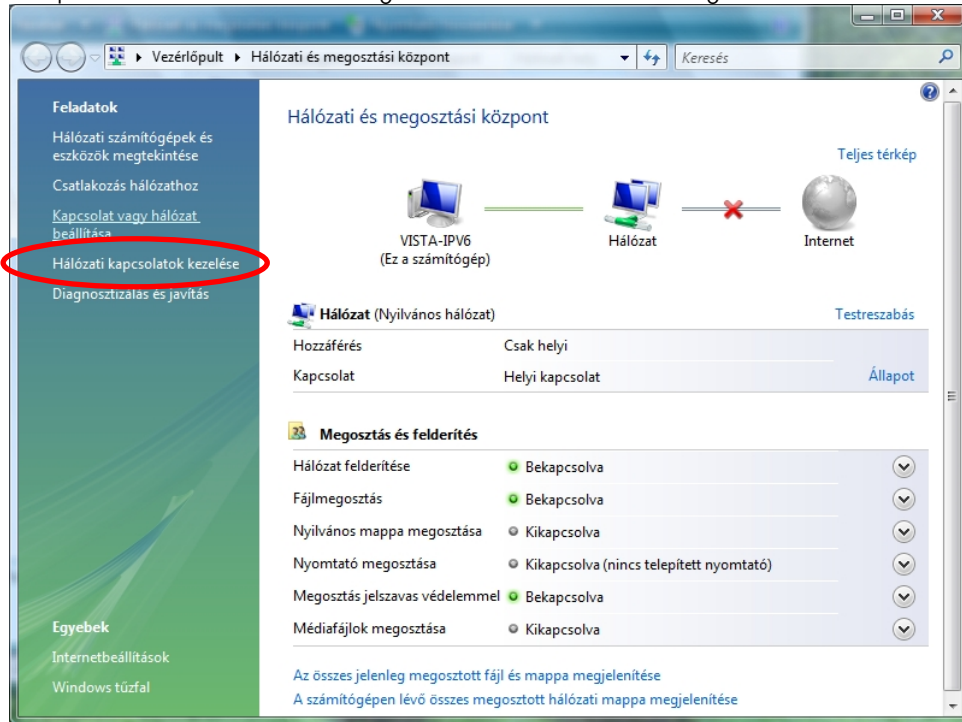 Vezérlőpult ▸ Hálózati és megosztási központ
Keresés
Feladatok
Hálózati számítógépek és
eszközök megtekintése
Csatlakozás hálózathoz
Kapcsolat vagy hálózat
beállítása
Hálózati kapcsolatok kezelése
Diagnosztizálás és javítás
Egyebek
Internetbeállítások
Windows tűzfal
Hálózati és megosztási központ
Teljes térkép
VISTA-IPV6
(Ez a számítógép)
Hálózat
Internet
Hálózat (Nyilvános hálózat)
Testreszabás
Hozzáférés Csak helyi
Kapcsolat Helyi kapcsolat Állapot
Megosztás és felderítés
Hálózat felderítése Bekapcsolva
Fájlmegosztás Bekapcsolva
Nyilvános mappa megosztása Kikapcsolva
Nyomtató megosztása Kikapcsolva (nincs telepített nyomtató)
Megosztás jelszavas védelemmel Bekapcsolva
Médiafájlok megosztása Kikapcsolva
Az összes jelenleg megosztott fájl és mappa megjelenítése
A számítógépen lévő összes megosztott hálózati mappa megjelenítése